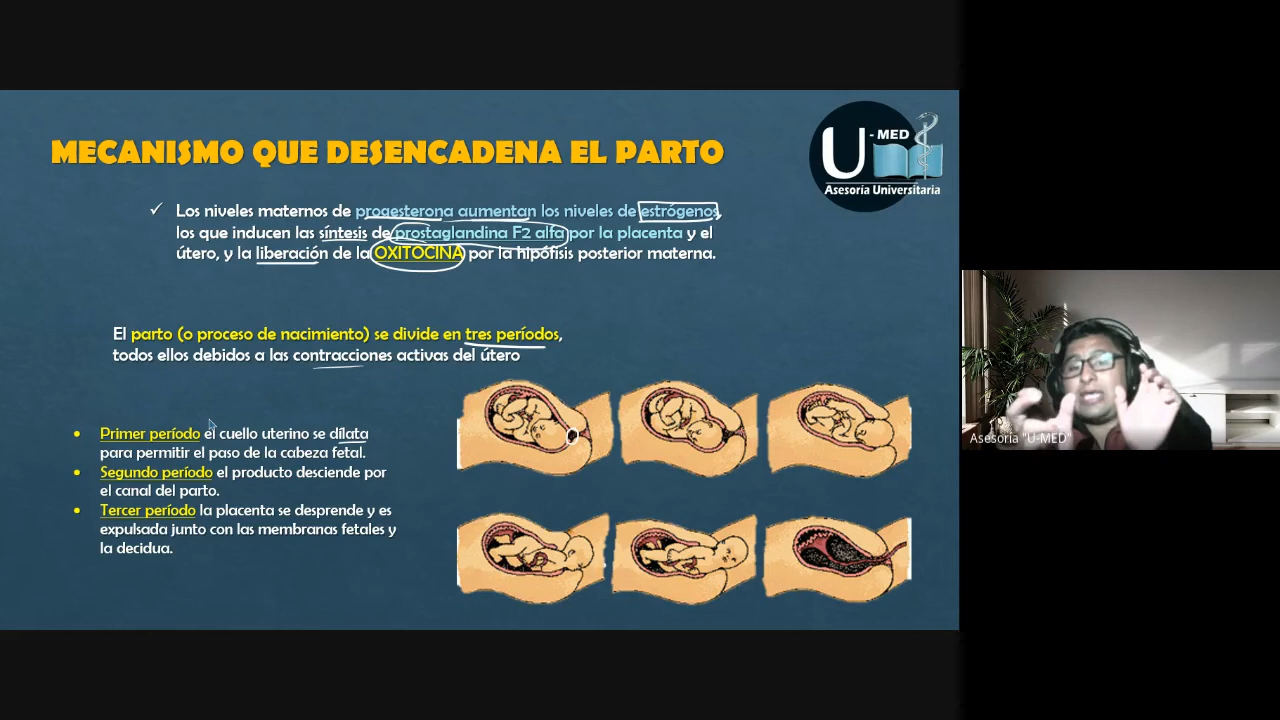 MECANISMO QUE DESENCADENA EL PARTO
U-MED
Asesoría Universitaria
✓ Los niveles maternos de progesterona aumentan los niveles de estrógenos,
los que inducen las síntesis de prostaglandina F2 alfa por la placenta y el
útero, y la liberación de la OXITOCINA por la hipófisis posterior materna.
El parto (o proceso de nacimiento) se divide en tres períodos,
todos ellos debidos a las contracciones activas del útero
• Primer período el cuello uterino se dilata
para permitir el paso de la cabeza fetal.
• Segundo período el producto desciende por
el canal del parto.
• Tercer período la placenta se desprende y es
expulsada junto con las membranas fetales y
la decidua.
Asesoría "U-MED"